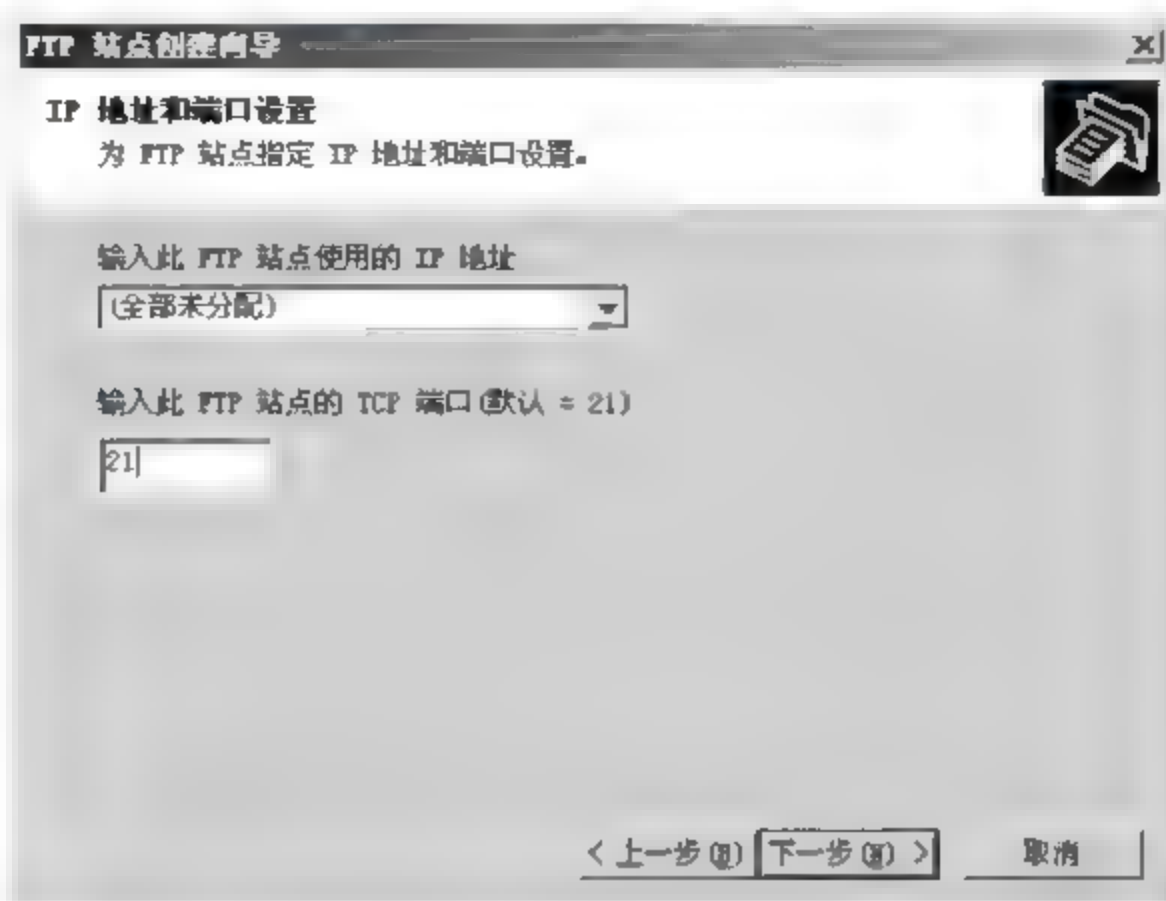 FTP 站点创建向导
IP 地址和端口设置
为 FTP 站点指定 IP 地址和端口设置。
输入此 FTP 站点使用的 IP 地址
(全部未分配)
输入此 FTP 站点的 TCP 端口(默认 = 21)
21
< 上一步(B) 下一步(N) > 取消